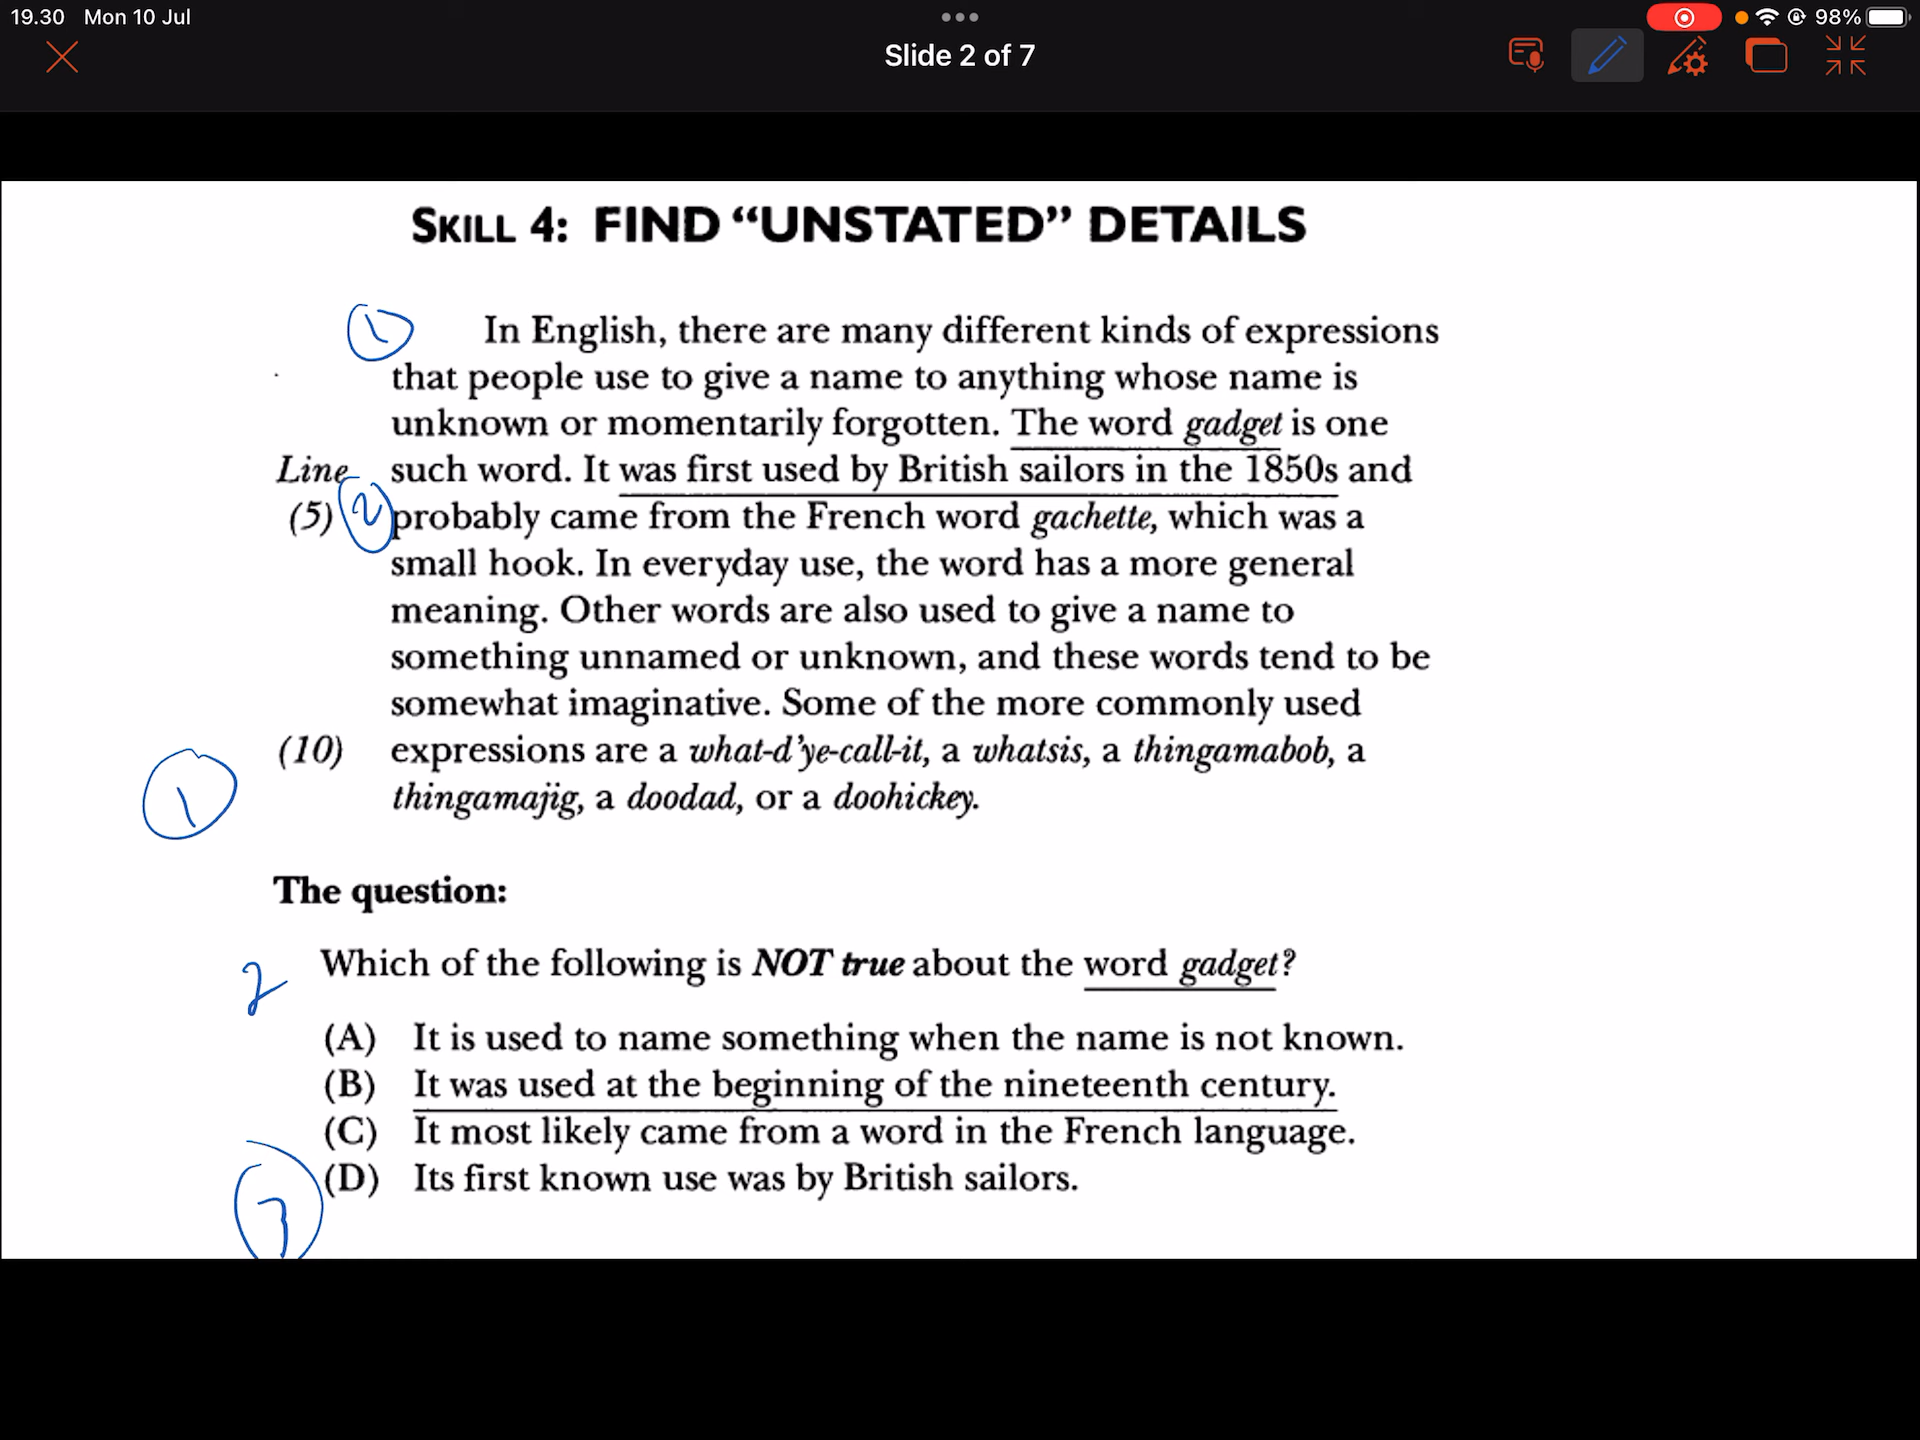 19.30 Mon 10 Jul
98%
Slide 2 of 7
SKILL 4: FIND “UNSTATED” DETAILS
1
In English, there are many different kinds of expressions
that people use to give a name to anything whose name is
unknown or momentarily forgotten. The word gadget is one
Line such word. It was first used by British sailors in the 1850s and
(5) 2 probably came from the French word gachette, which was a
small hook. In everyday use, the word has a more general
meaning. Other words are also used to give a name to
something unnamed or unknown, and these words tend to be
somewhat imaginative. Some of the more commonly used
(10) expressions are a what-d’ye-call-it, a whatsis, a thingamabob, a
1
thingamajig, a doodad, or a doohickey.
The question:
2 Which of the following is NOT true about the word gadget?
(A) It is used to name something when the name is not known.
(B) It was used at the beginning of the nineteenth century.
(C) It most likely came from a word in the French language.
(D) Its first known use was by British sailors.